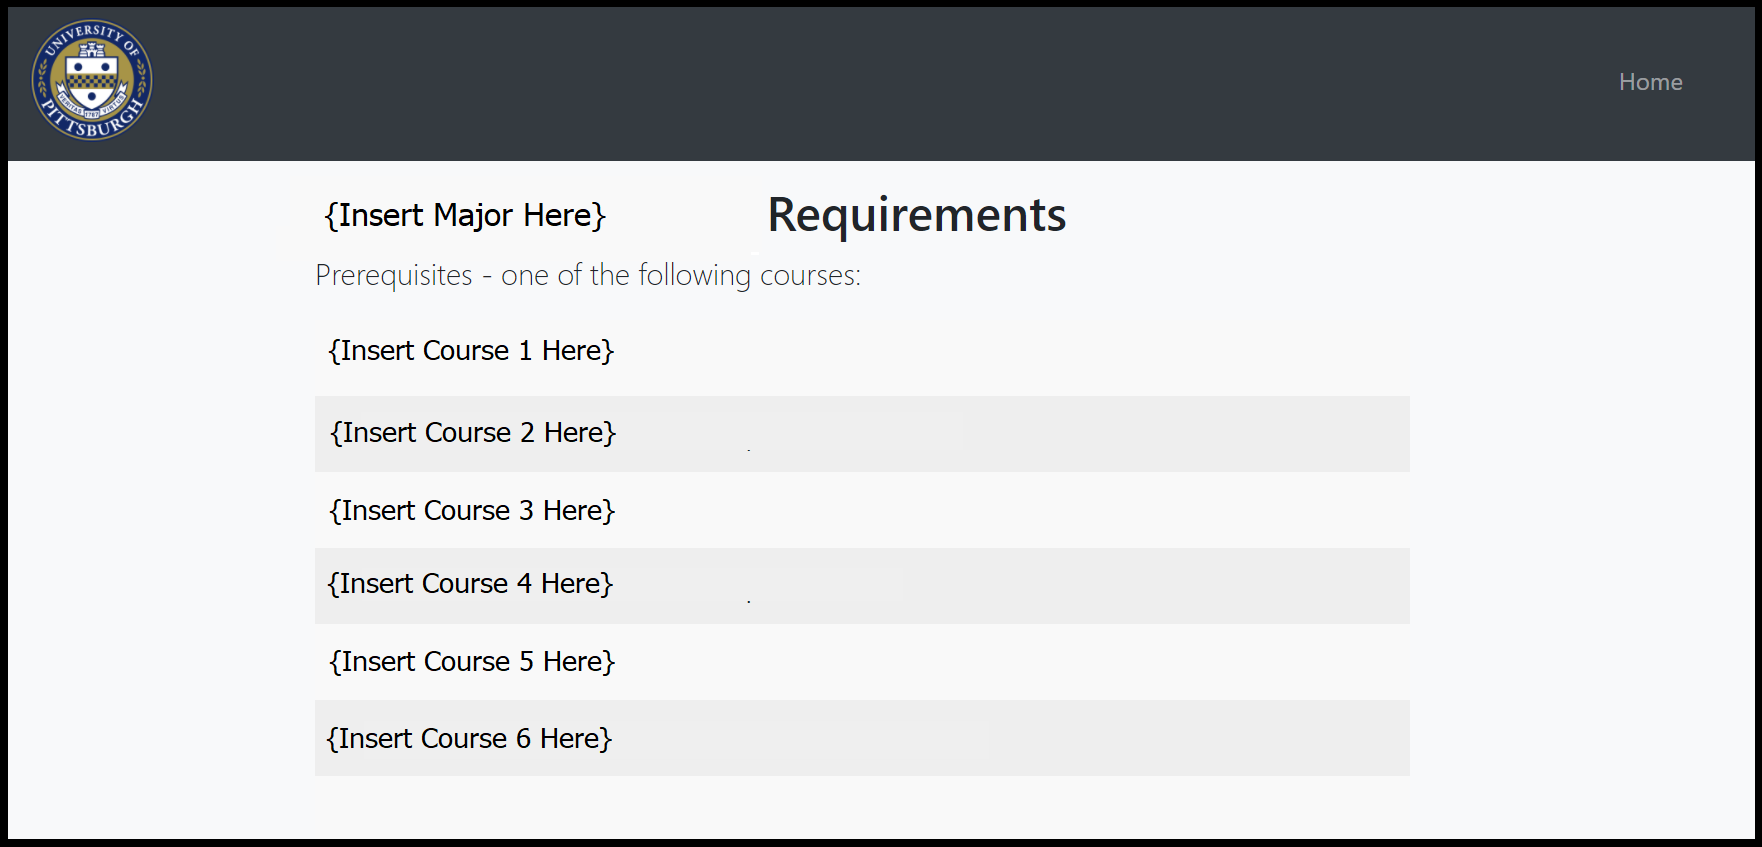 UNIVERSITY OF
PITTSBURGH
VERITAS 1787 VIRTUS
Home
{Insert Major Here} Requirements
Prerequisites - one of the following courses:
{Insert Course 1 Here}
{Insert Course 2 Here}
{Insert Course 3 Here}
{Insert Course 4 Here}
{Insert Course 5 Here}
{Insert Course 6 Here}